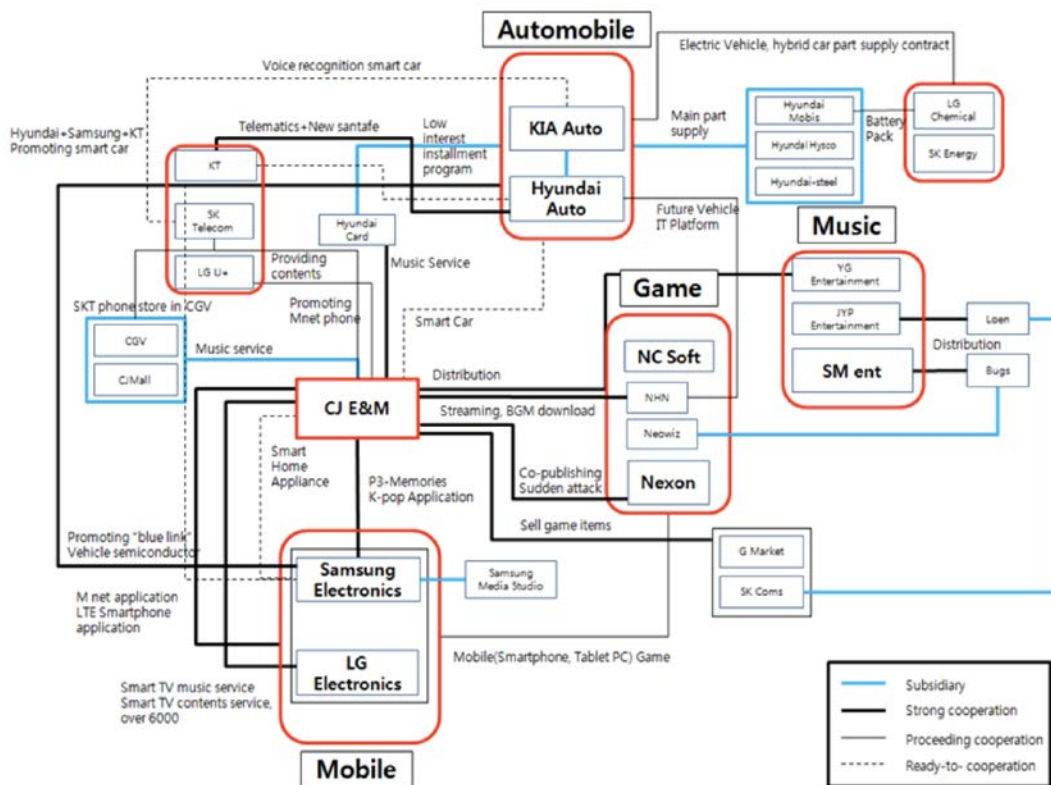 Automobile
Electric Vehicle, hybrid car part supply contract
Voice recognition smart car
Hyundai+Samsung+KT
Promoting smart car
Telematics+New santafe
Low
interest
installment
program
KIA Auto
Hyundai
Auto
Main part
supply
Hyundai
Mobis
Hyundai Hysco
Hyundai-steel
Battery
Pack
LG
Chemical
SK Energy
KT
SK
Telecom
LG U+
Hyundai
Card
Future Vehicle
IT Platform
Music
Providing
contents
Music Service
Game
YG
Entertainment
SKT phone store in CGV
Promoting
Mnet phone
Smart Car
JYP
Entertainment
Loen
CGV
CJMall
Music service
NC Soft
Distribution
SM ent
Bugs
Distribution
CJ E&M
NHN
Streaming, BGM download
Neowiz
Smart
Home
Appliance
P3-Memories
K-pop Application
Co-publishing
Sudden attack
Nexon
Sell game items
Promoting "blue link"
Vehicle semiconductor
G Market
SK Coms
Samsung
Electronics
Samsung
Media Studio
M net application
LTE Smartphone
application
LG
Electronics
Mobile(Smartphone, Tablet PC) Game
Smart TV music service
Smart TV contents service,
over 6000
Mobile
Subsidiary
Strong cooperation
Proceeding cooperation
Ready-to- cooperation